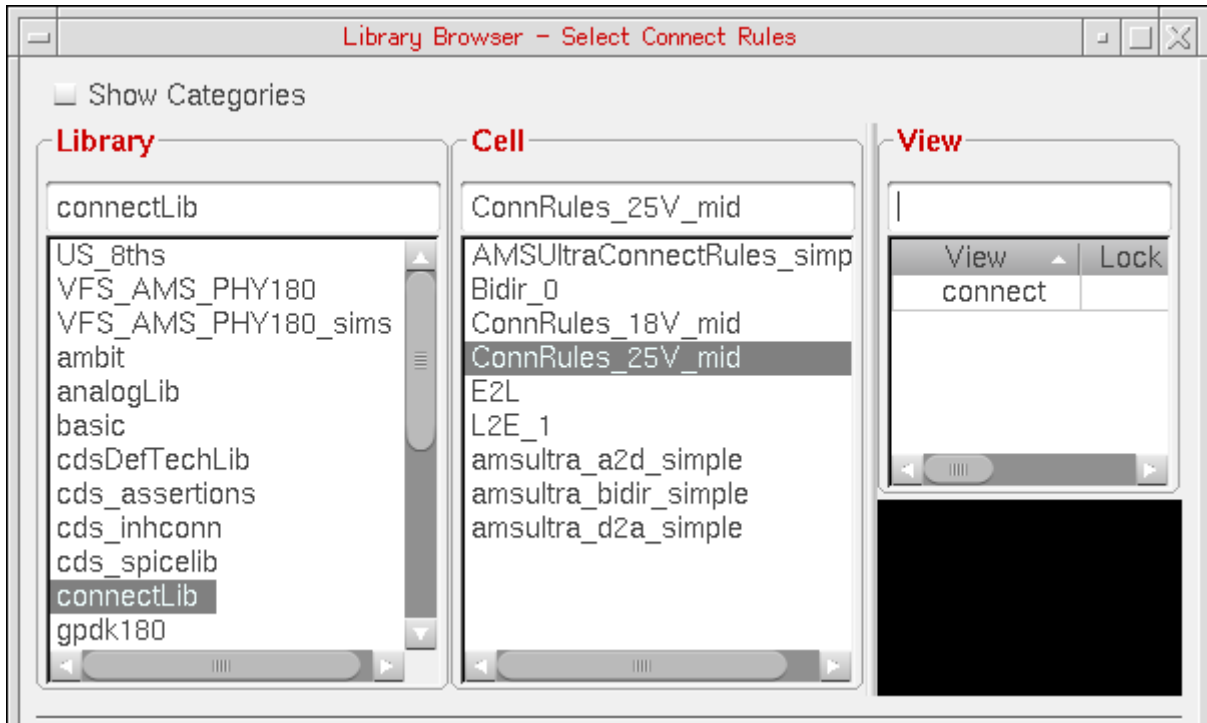 Library Browser - Select Connect Rules
Show Categories
Library
connectLib
US_8ths
VFS_AMS_PHY180
VFS_AMS_PHY180_sims
ambit
analogLib
basic
cdsDefTechLib
cds_assertions
cds_inhconn
cds_spicelib
connectLib
gpdk180
Cell
ConnRules_25V_mid
AMSUltraConnectRules_simp
Bidir_0
ConnRules_18V_mid
ConnRules_25V_mid
E2L
L2E_1
amsultra_a2d_simple
amsultra_bidir_simple
amsultra_d2a_simple
View
View Lock
connect